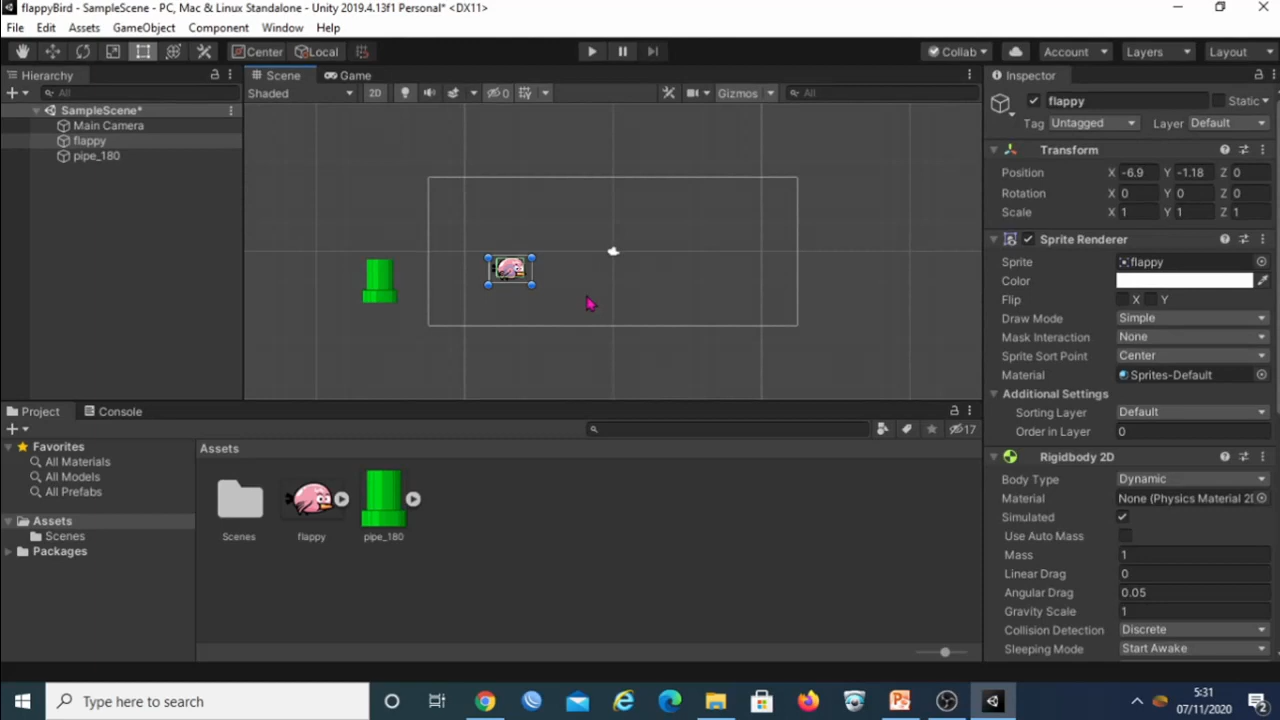 flappyBird - SampleScene - PC, Mac & Linux Standalone - Unity 2019.4.13f1 Personal* <DX11>
File Edit Assets GameObject Component Window Help
Center Local Collab Account Layers Layout
Hierarchy
All
SampleScene*
Main Camera
flappy
pipe_180
Scene Game
Shaded 2D 0 Gizmos All
Inspector
flappy Static
Tag Untagged Layer Default
Transform
Position X -6.9 Y -1.18 Z 0
Rotation X 0 Y 0 Z 0
Scale X 1 Y 1 Z 1
Sprite Renderer
Sprite flappy
Color
Flip X Y
Draw Mode Simple
Mask Interaction None
Sprite Sort Point Center
Material Sprites-Default
Additional Settings
Sorting Layer Default
Order in Layer 0
Rigidbody 2D
Body Type Dynamic
Material None (Physics Material 2D
Simulated
Use Auto Mass
Mass 1
Linear Drag 0
Angular Drag 0.05
Gravity Scale 1
Collision Detection Discrete
Sleeping Mode Start Awake
Project Console
17
Favorites
All Materials
All Models
All Prefabs
Assets
Scenes
Packages
Assets
Scenes flappy pipe_180
Type here to search
5:31
07/11/2020
2